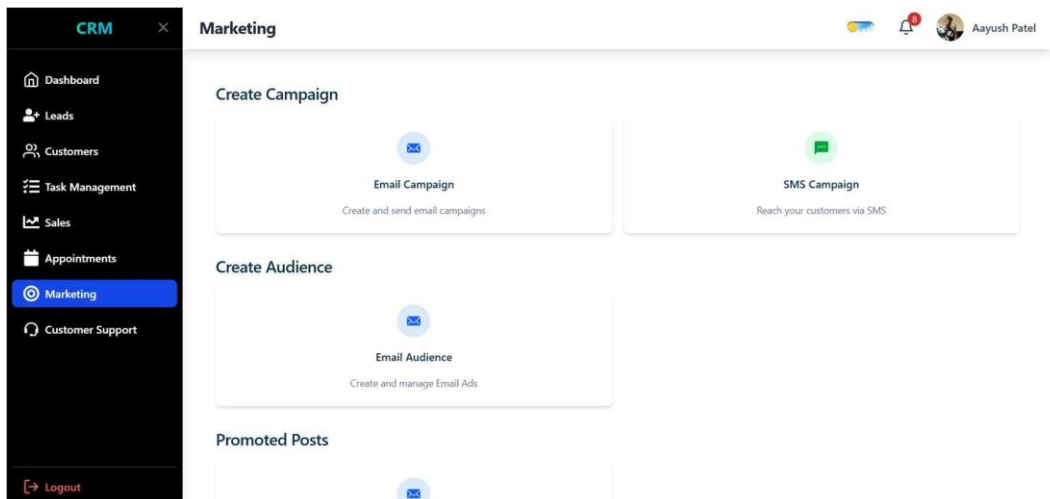 CRM
Marketing
8
Aayush Patel
Dashboard
Leads
Customers
Task Management
Sales
Appointments
Marketing
Customer Support
Logout
Create Campaign
Email Campaign
Create and send email campaigns
SMS Campaign
Reach your customers via SMS
Create Audience
Email Audience
Create and manage Email Ads
Promoted Posts